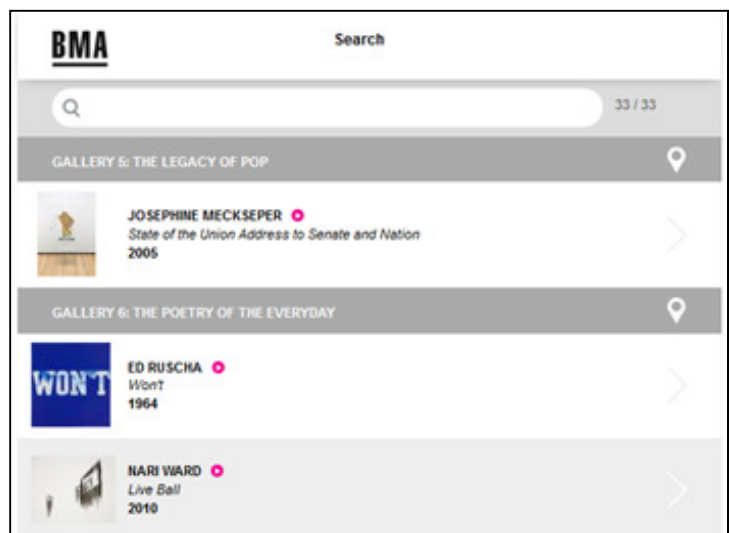 BMA
Search
33 / 33
GALLERY 5: THE LEGACY OF POP
JOSEPHINE MECKSEPER
State of the Union Address to Senate and Nation
2005
GALLERY 6: THE POETRY OF THE EVERYDAY
WON'T
ED RUSCHA
Won't
1964
NARI WARD
Live Ball
2010